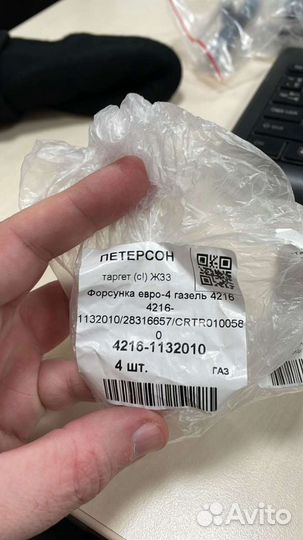 ПЕТЕРСОН
таргет (cl) Ж33
Форсунка евро-4 газель 4216
4216-
1132010/28316657/CRTR010058
0
4216-1132010
4 шт.
ГАЗ
Avito